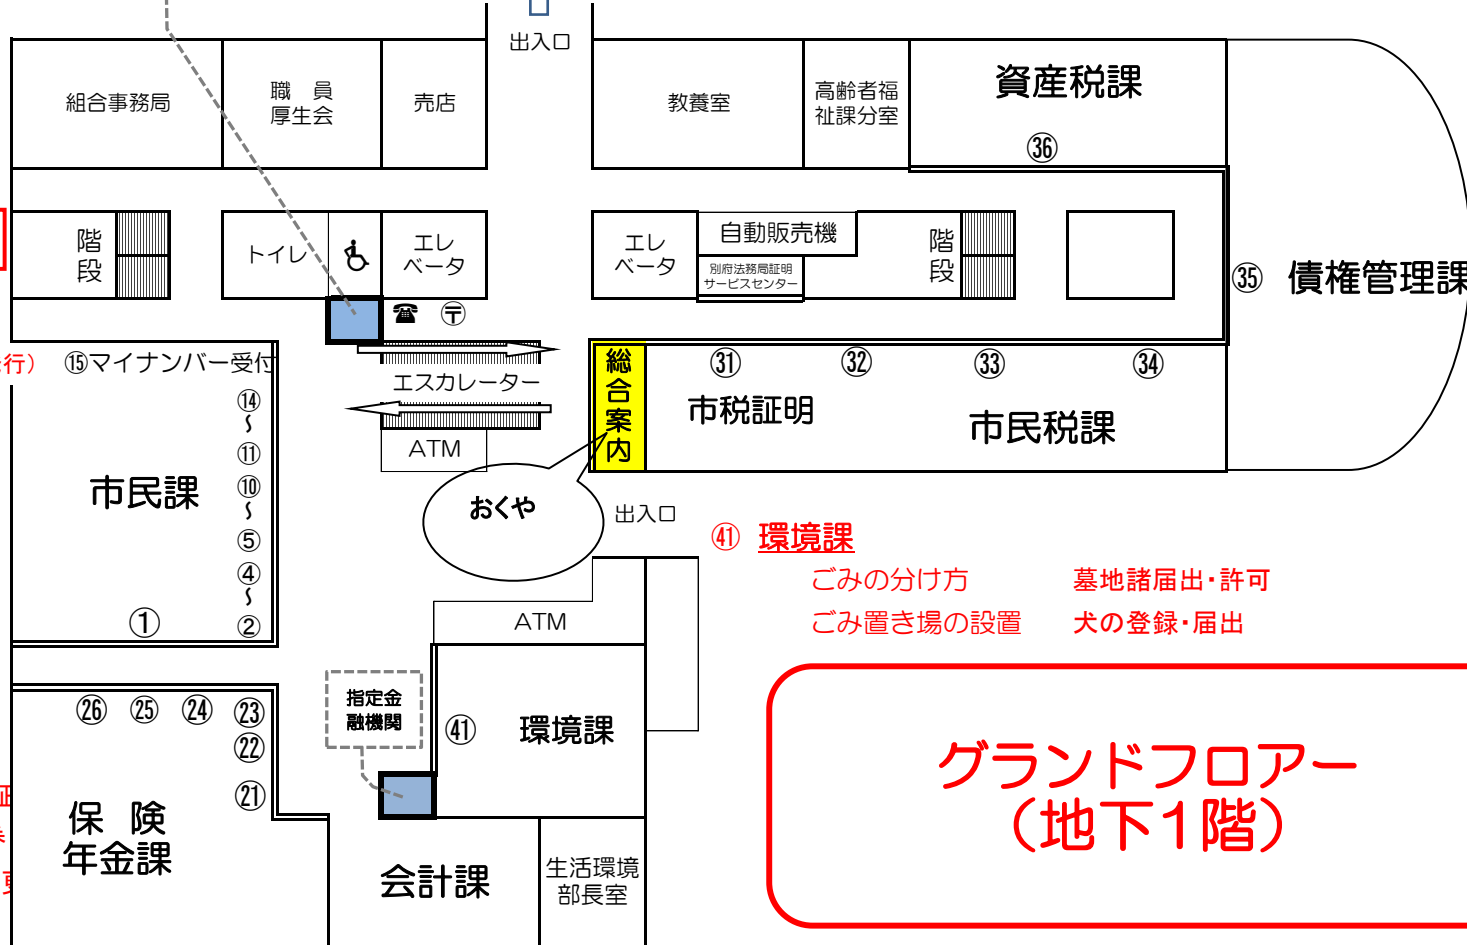 出入口
組合事務局
職　員
厚生会
売店
教養室
高齢者福
祉課分室
資産税課
㊱
階
段
トイレ
エレ
ベータ
エレ
ベータ
自動販売機
別府法務局証明
サービスセンター
階
段
㉟
債権管理課
☎ 〒
行）
⑮マイナンバー受付
エスカレーター
ATM
総
合
案
内
㉛ ㉜ ㉝ ㉞
市税証明
市民税課
⑭
～
⑪
⑩
～
⑤
④
～
②
市民課
①
おくや
出入口
㊶ 環境課
ごみの分け方 墓地諸届出・許可
ごみ置き場の設置 犬の登録・届出
ATM
指定金
融機関
㊶
環境課
㉖ ㉕ ㉔ ㉓
㉒
㉑
保　険
年金課
会計課
生活環境
部長室
グランドフロアー
（地下1階）